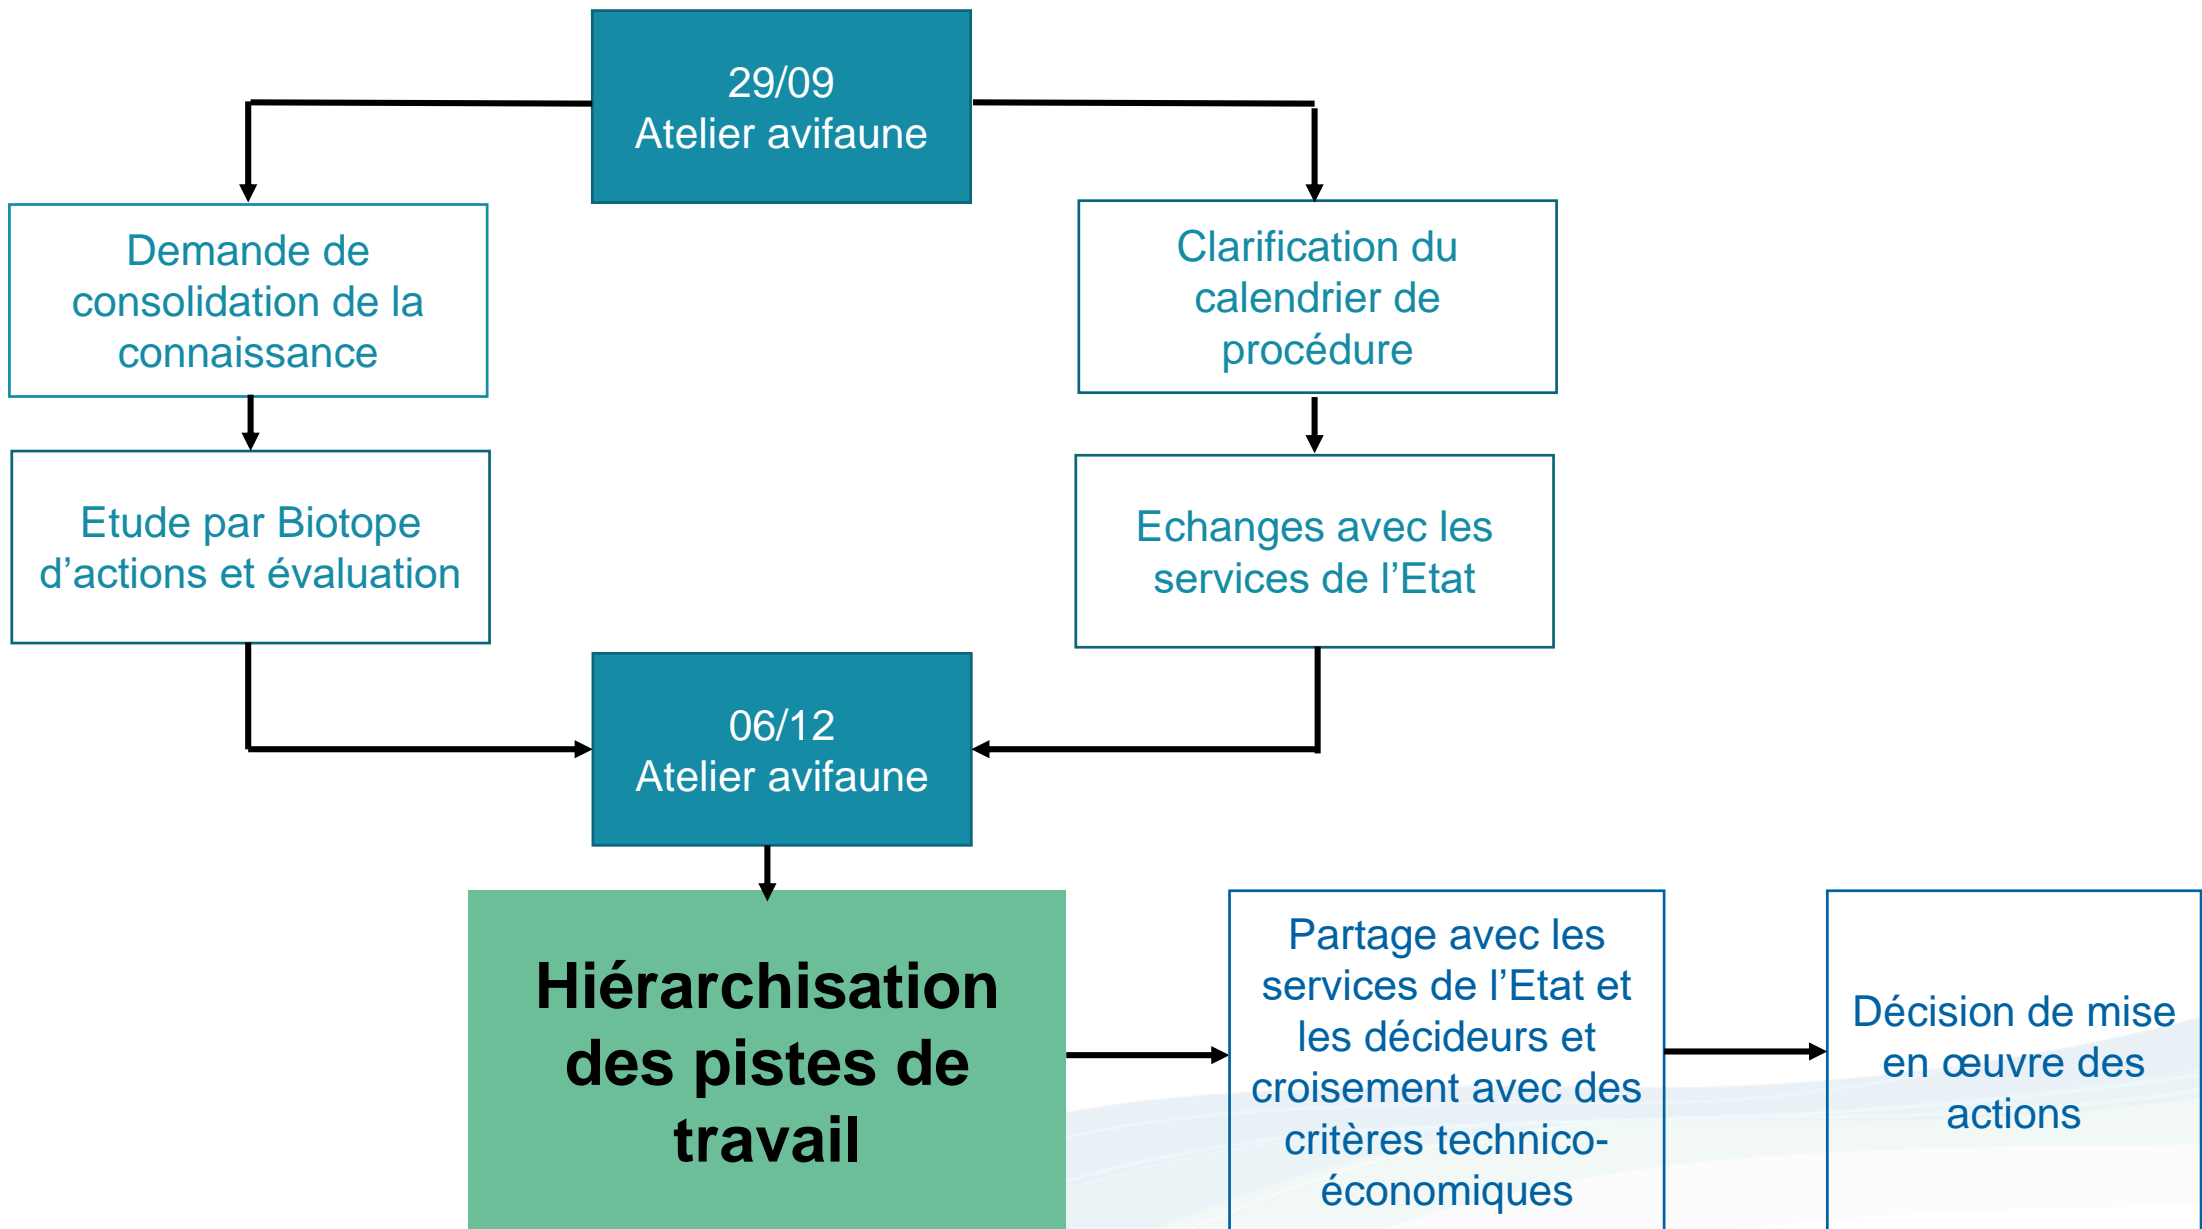 29/09
Atelier avifaune
Demande de
consolidation de la
connaissance
Clarification du
calendrier de
procédure
Etude par Biotope
d’actions et évaluation
Echanges avec les
services de l’Etat
06/12
Atelier avifaune
Hiérarchisation
des pistes de
travail
Partage avec les
services de l’Etat et
les décideurs et
croisement avec des
critères technico-
économiques
Décision de mise
en œuvre des
actions